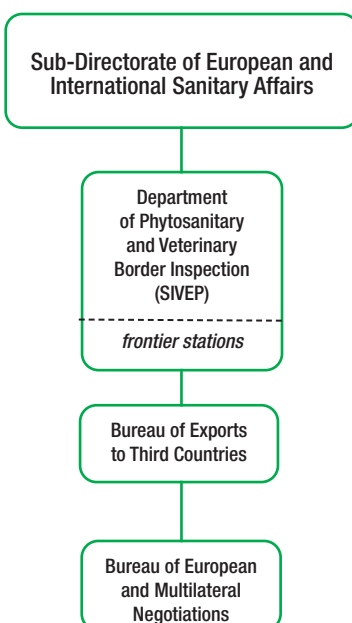 Sub-Directorate of European and
International Sanitary Affairs
Department
of Phytosanitary
and Veterinary
Border Inspection
(SIVEP)
frontier stations
Bureau of Exports
to Third Countries
Bureau of European
and Multilateral
Negotiations